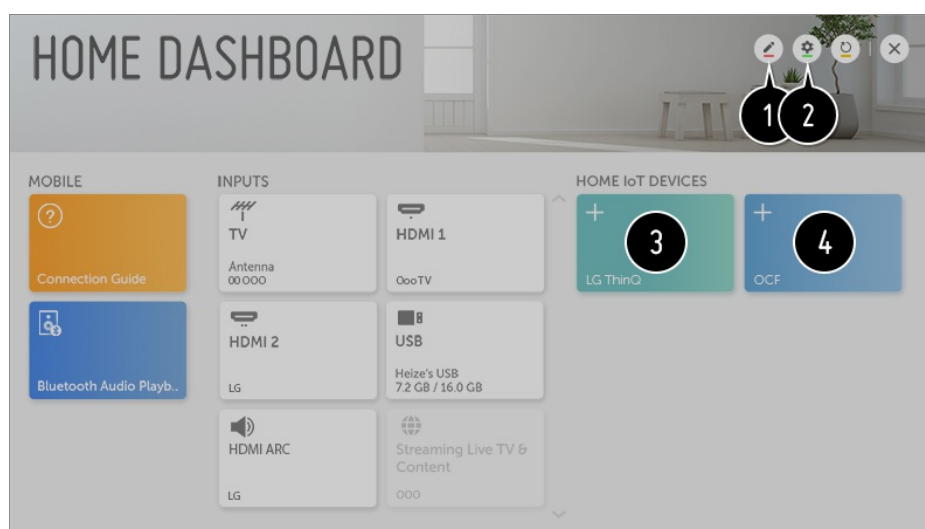 HOME DASHBOARD
1
2
MOBILE
Connection Guide
Bluetooth Audio Playb..
INPUTS
TV
Antenna
00000
HDMI 1
OooTV
HDMI 2
LG
USB
Heize's USB
7.2 GB / 16.0 GB
HDMI ARC
LG
Streaming Live TV &
Content
OOO
HOME IoT DEVICES
3
LG ThinQ
4
OCF